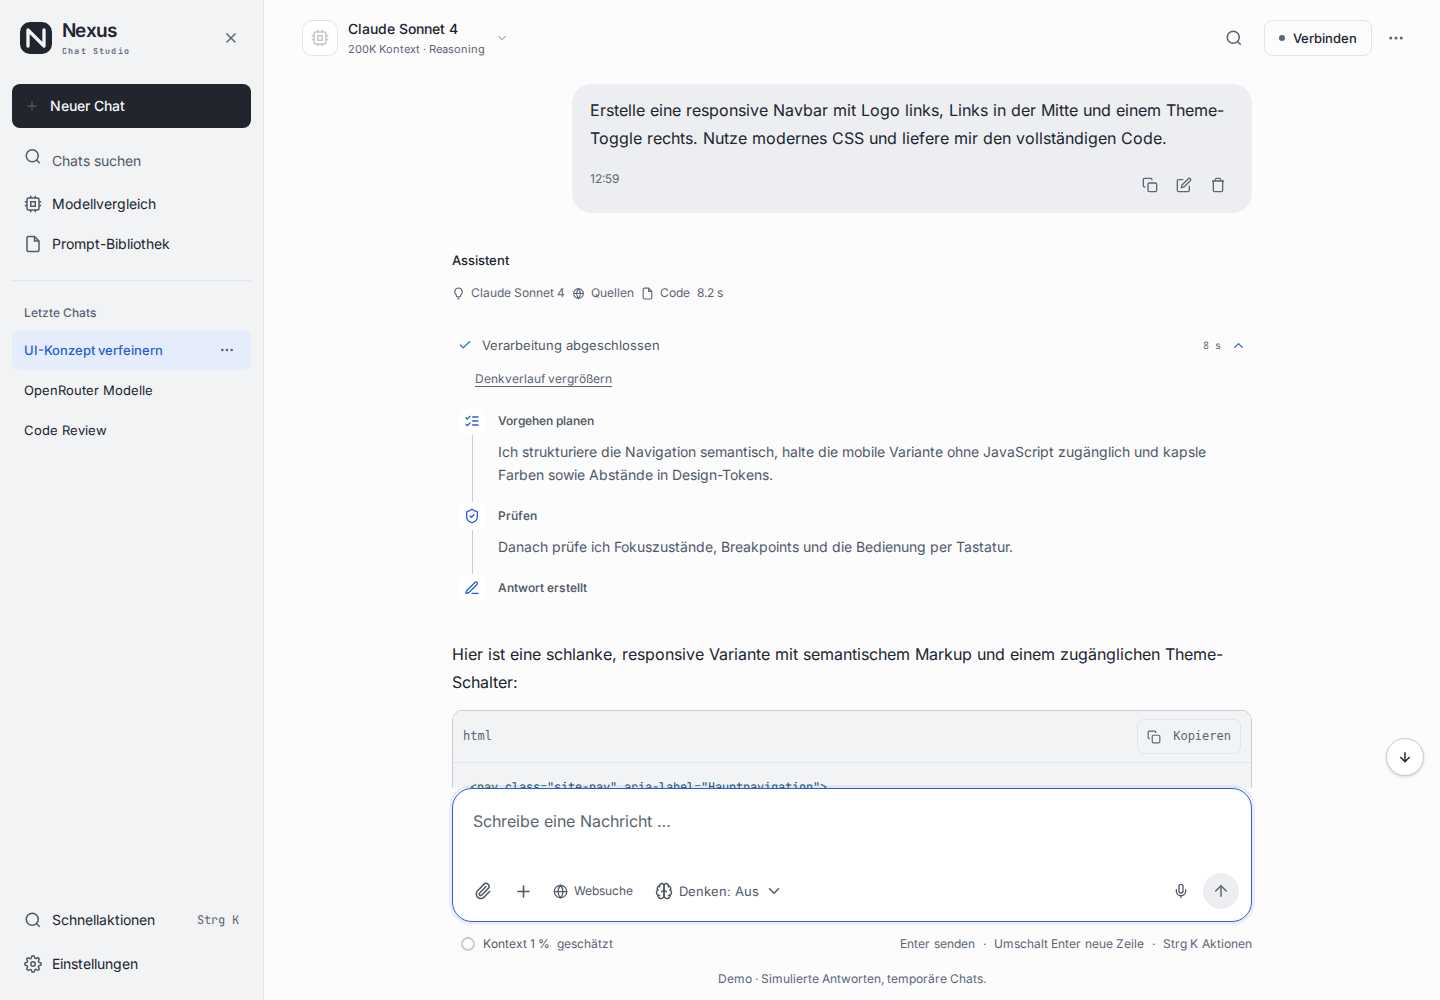 Nexus
Chat Studio
Neuer Chat
Chats suchen
Modellvergleich
Prompt-Bibliothek
Letzte Chats
UI-Konzept verfeinern
OpenRouter Modelle
Code Review
Schnellaktionen Strg K
Einstellungen
Claude Sonnet 4
200K Kontext · Reasoning
Verbinden
Erstelle eine responsive Navbar mit Logo links, Links in der Mitte und einem Theme-
Toggle rechts. Nutze modernes CSS und liefere mir den vollständigen Code.
12:59
Assistent
Claude Sonnet 4 Quellen Code 8.2 s
Verarbeitung abgeschlossen 8 s
Denkverlauf vergrößern
Vorgehen planen
Ich strukturiere die Navigation semantisch, halte die mobile Variante ohne JavaScript zugänglich und kapsle
Farben sowie Abstände in Design-Tokens.
Prüfen
Danach prüfe ich Fokuszustände, Breakpoints und die Bedienung per Tastatur.
Antwort erstellt
Hier ist eine schlanke, responsive Variante mit semantischem Markup und einem zugänglichen Theme-
Schalter:
html Kopieren
<nav class="site-nav" aria-label="Hauptnavigation">
Schreibe eine Nachricht ...
Websuche Denken: Aus
Kontext 1 % geschätzt
Enter senden · Umschalt Enter neue Zeile · Strg K Aktionen
Demo · Simulierte Antworten, temporäre Chats.